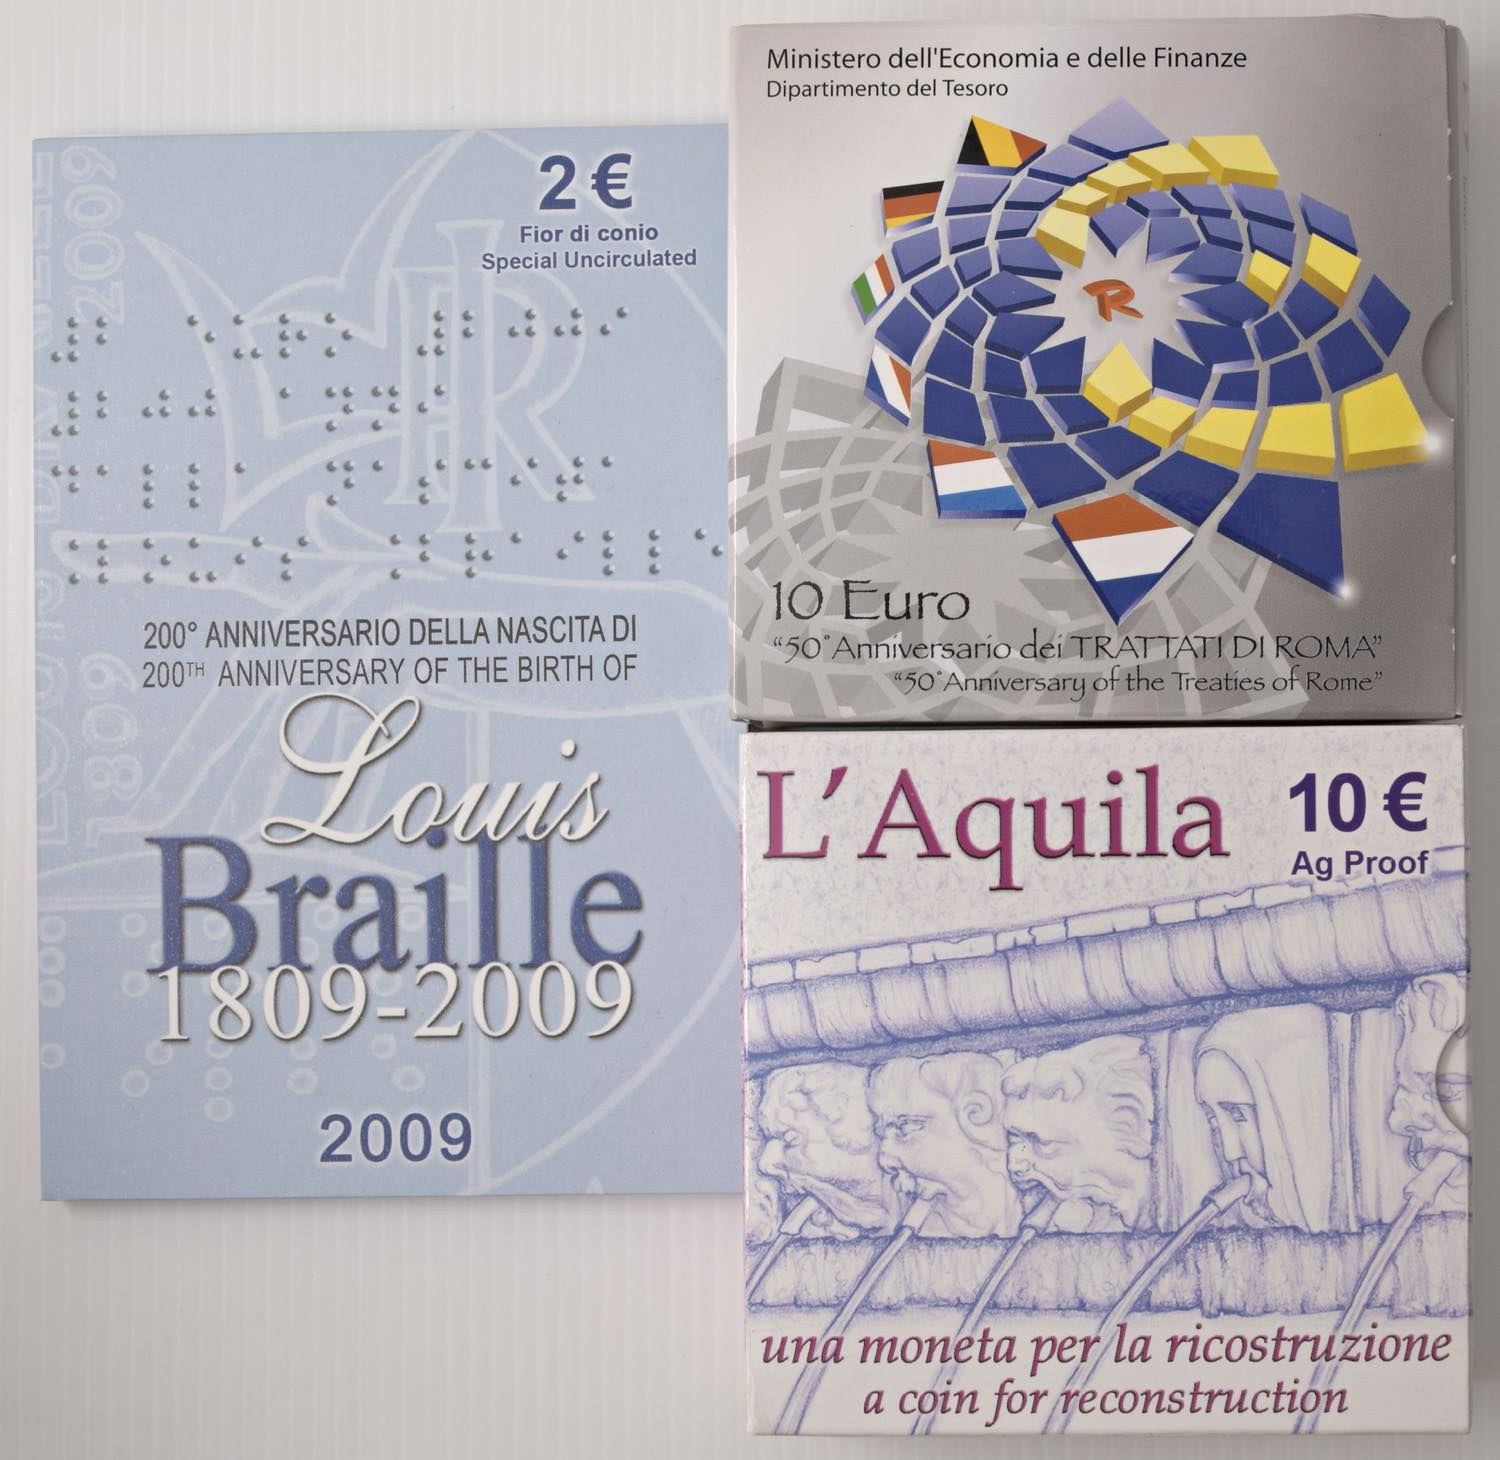 2 €
Fior di conio
Special Uncirculated
200° ANNIVERSARIO DELLA NASCITA DI
200TH ANNIVERSARY OF THE BIRTH OF
Louis
Braille
1809-2009
2009
Ministero dell'Economia e delle Finanze
Dipartimento del Tesoro
R
10 Euro
"50° Anniversario dei TRATTATI DI ROMA"
"50° Anniversary of the Treaties of Rome"
L'Aquila
10 €
Ag Proof
una moneta per la ricostruzione
a coin for reconstruction
2009
1809
RI